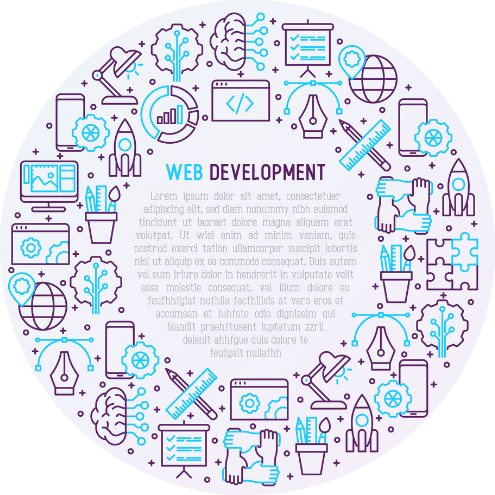 WEB DEVELOPMENT
Lorem ipsum dolor sit amet, consectetuer
adipiscing elit, sed diam nonummy nibh euismod
tincidunt ut laoreet dolore magna aliquam erat
volutpat. Ut wisi enim ad minim veniam, quis
nostrud exerci tation ullamcorper suscipit lobortis
nisl ut aliquip ex ea commodo consequat. Duis autem
vel eum iriure dolor in hendrerit in vulputate velit
esse molestie consequat, vel illum dolore eu
feufhhfgiat nufhlla facfhilisis at vero eros et
accumsan et iufsto odio dignissim qui
blandit praehftusent luptatum zzril
delenit ahhfgue duis dolore te
feufgait nullafhh